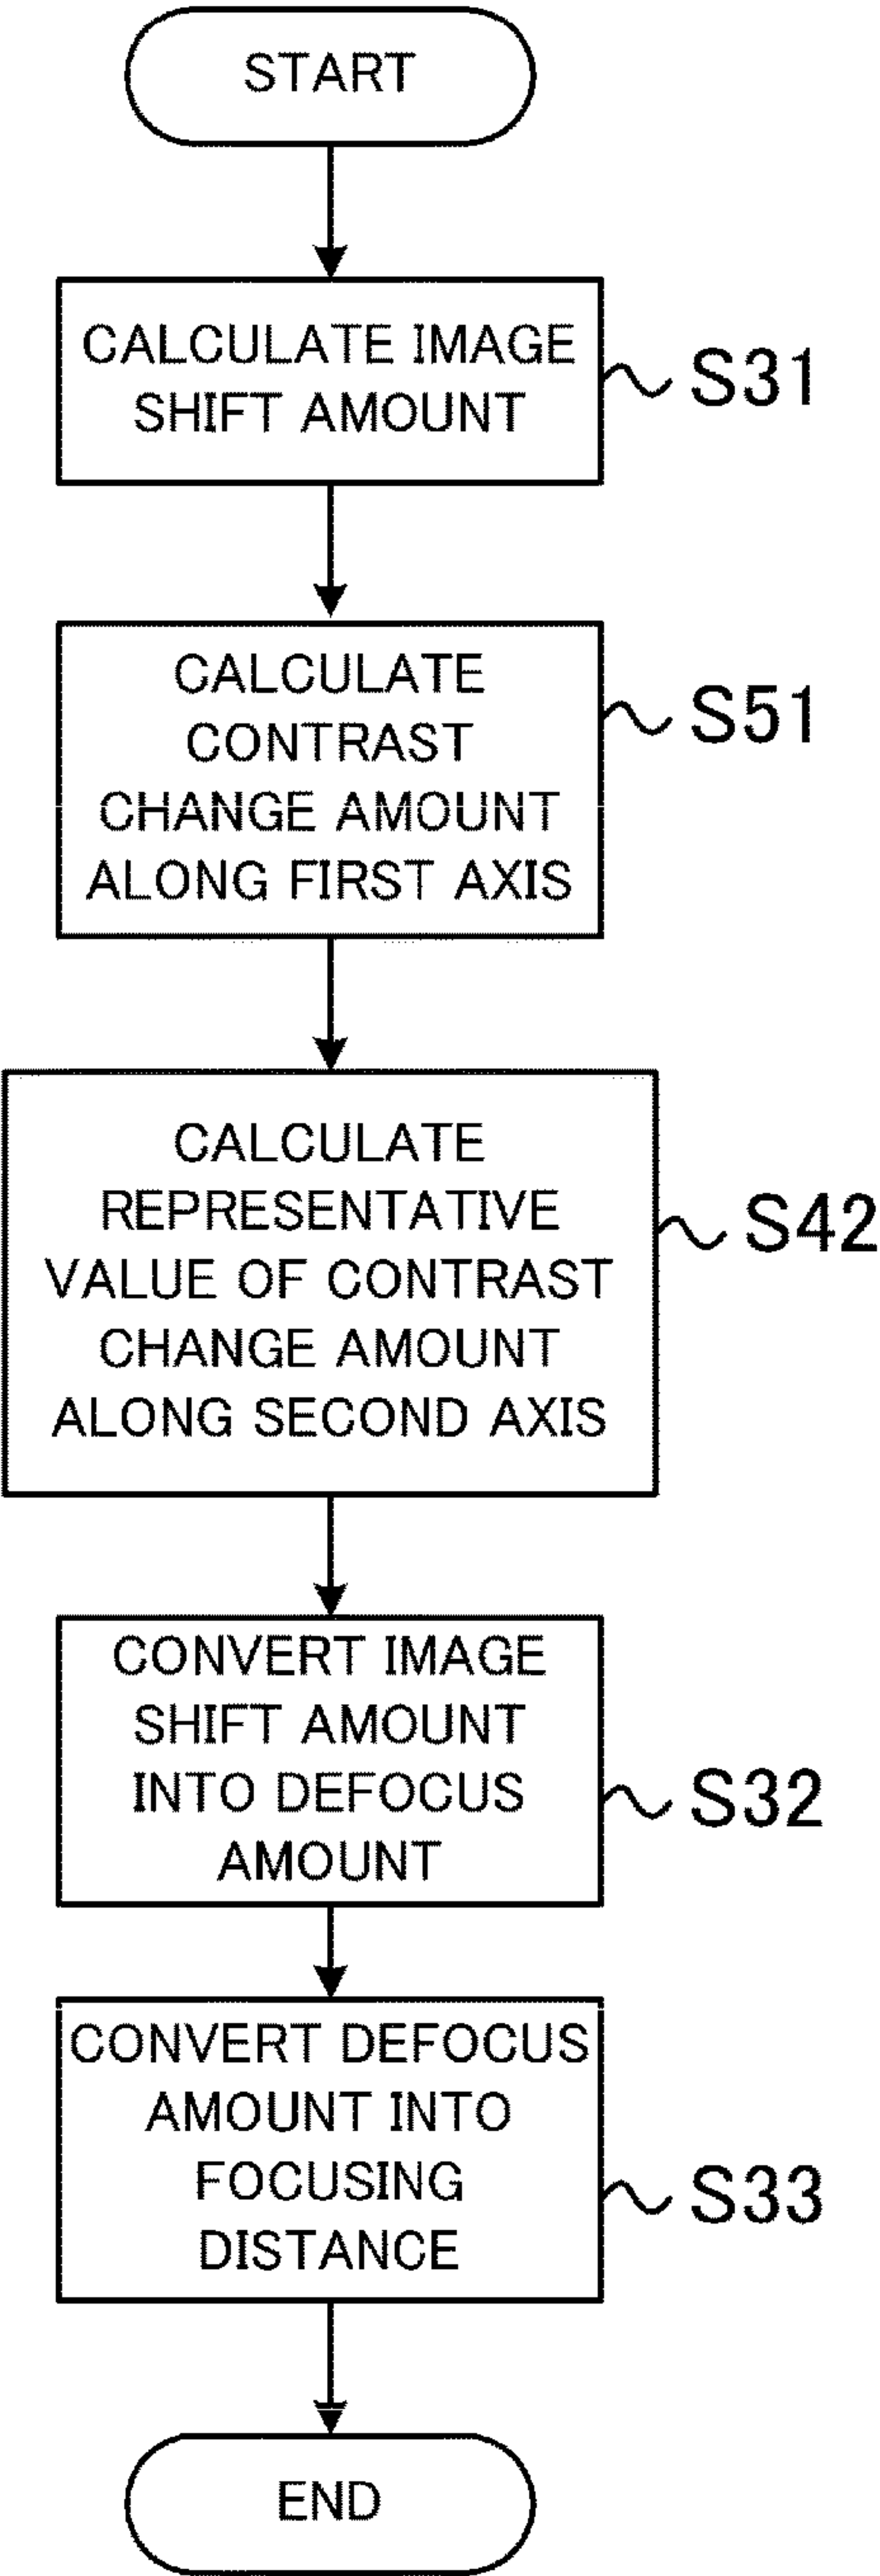 START
CALCULATE IMAGE
SHIFT AMOUNT
S31
CALCULATE
CONTRAST
CHANGE AMOUNT
ALONG FIRST AXIS
S51
CALCULATE
REPRESENTATIVE
VALUE OF CONTRAST
CHANGE AMOUNT
ALONG SECOND AXIS
S42
CONVERT IMAGE
SHIFT AMOUNT
INTO DEFOCUS
AMOUNT
S32
CONVERT DEFOCUS
AMOUNT INTO
FOCUSING
DISTANCE
S33
END